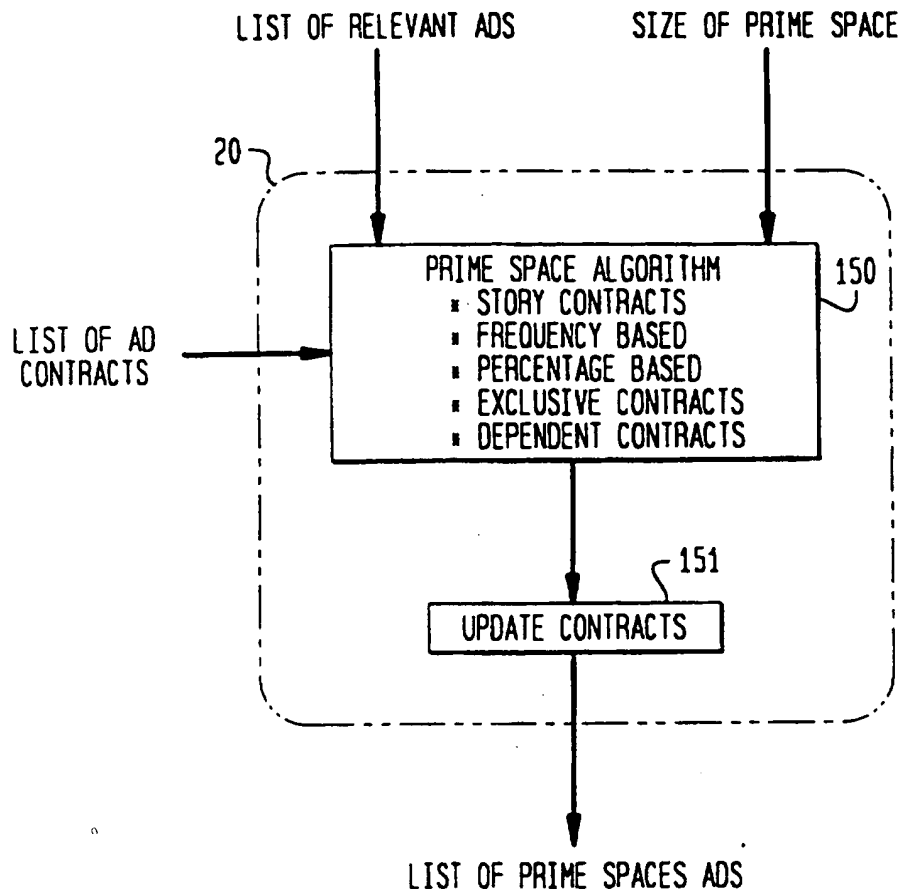 LIST OF RELEVANT ADS
SIZE OF PRIME SPACE
20
PRIME SPACE ALGORITHM
* STORY CONTRACTS
* FREQUENCY BASED
* PERCENTAGE BASED
* EXCLUSIVE CONTRACTS
* DEPENDENT CONTRACTS
150
LIST OF AD
CONTRACTS
151
UPDATE CONTRACTS
LIST OF PRIME SPACES ADS